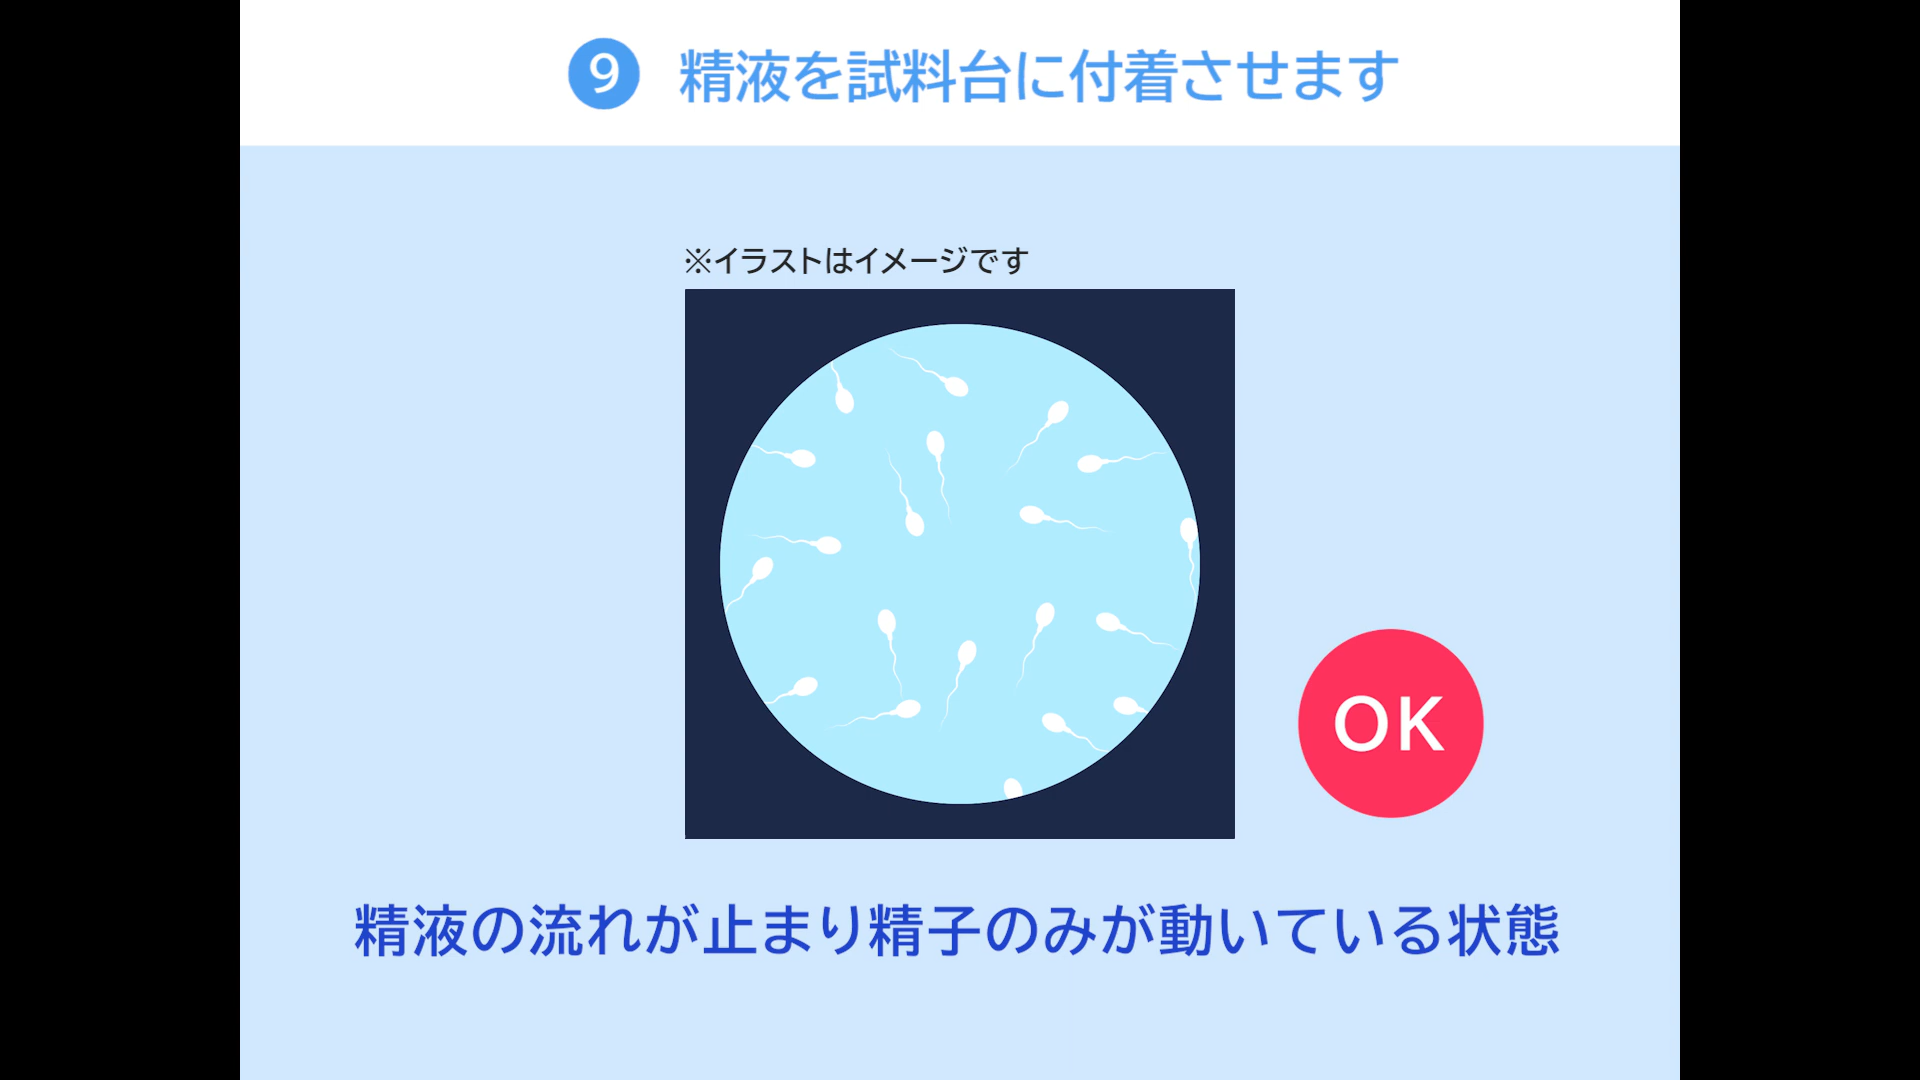 9 精液を試料台に付着させます
※イラストはイメージです
OK
精液の流れが止まり精子のみが動いている状態